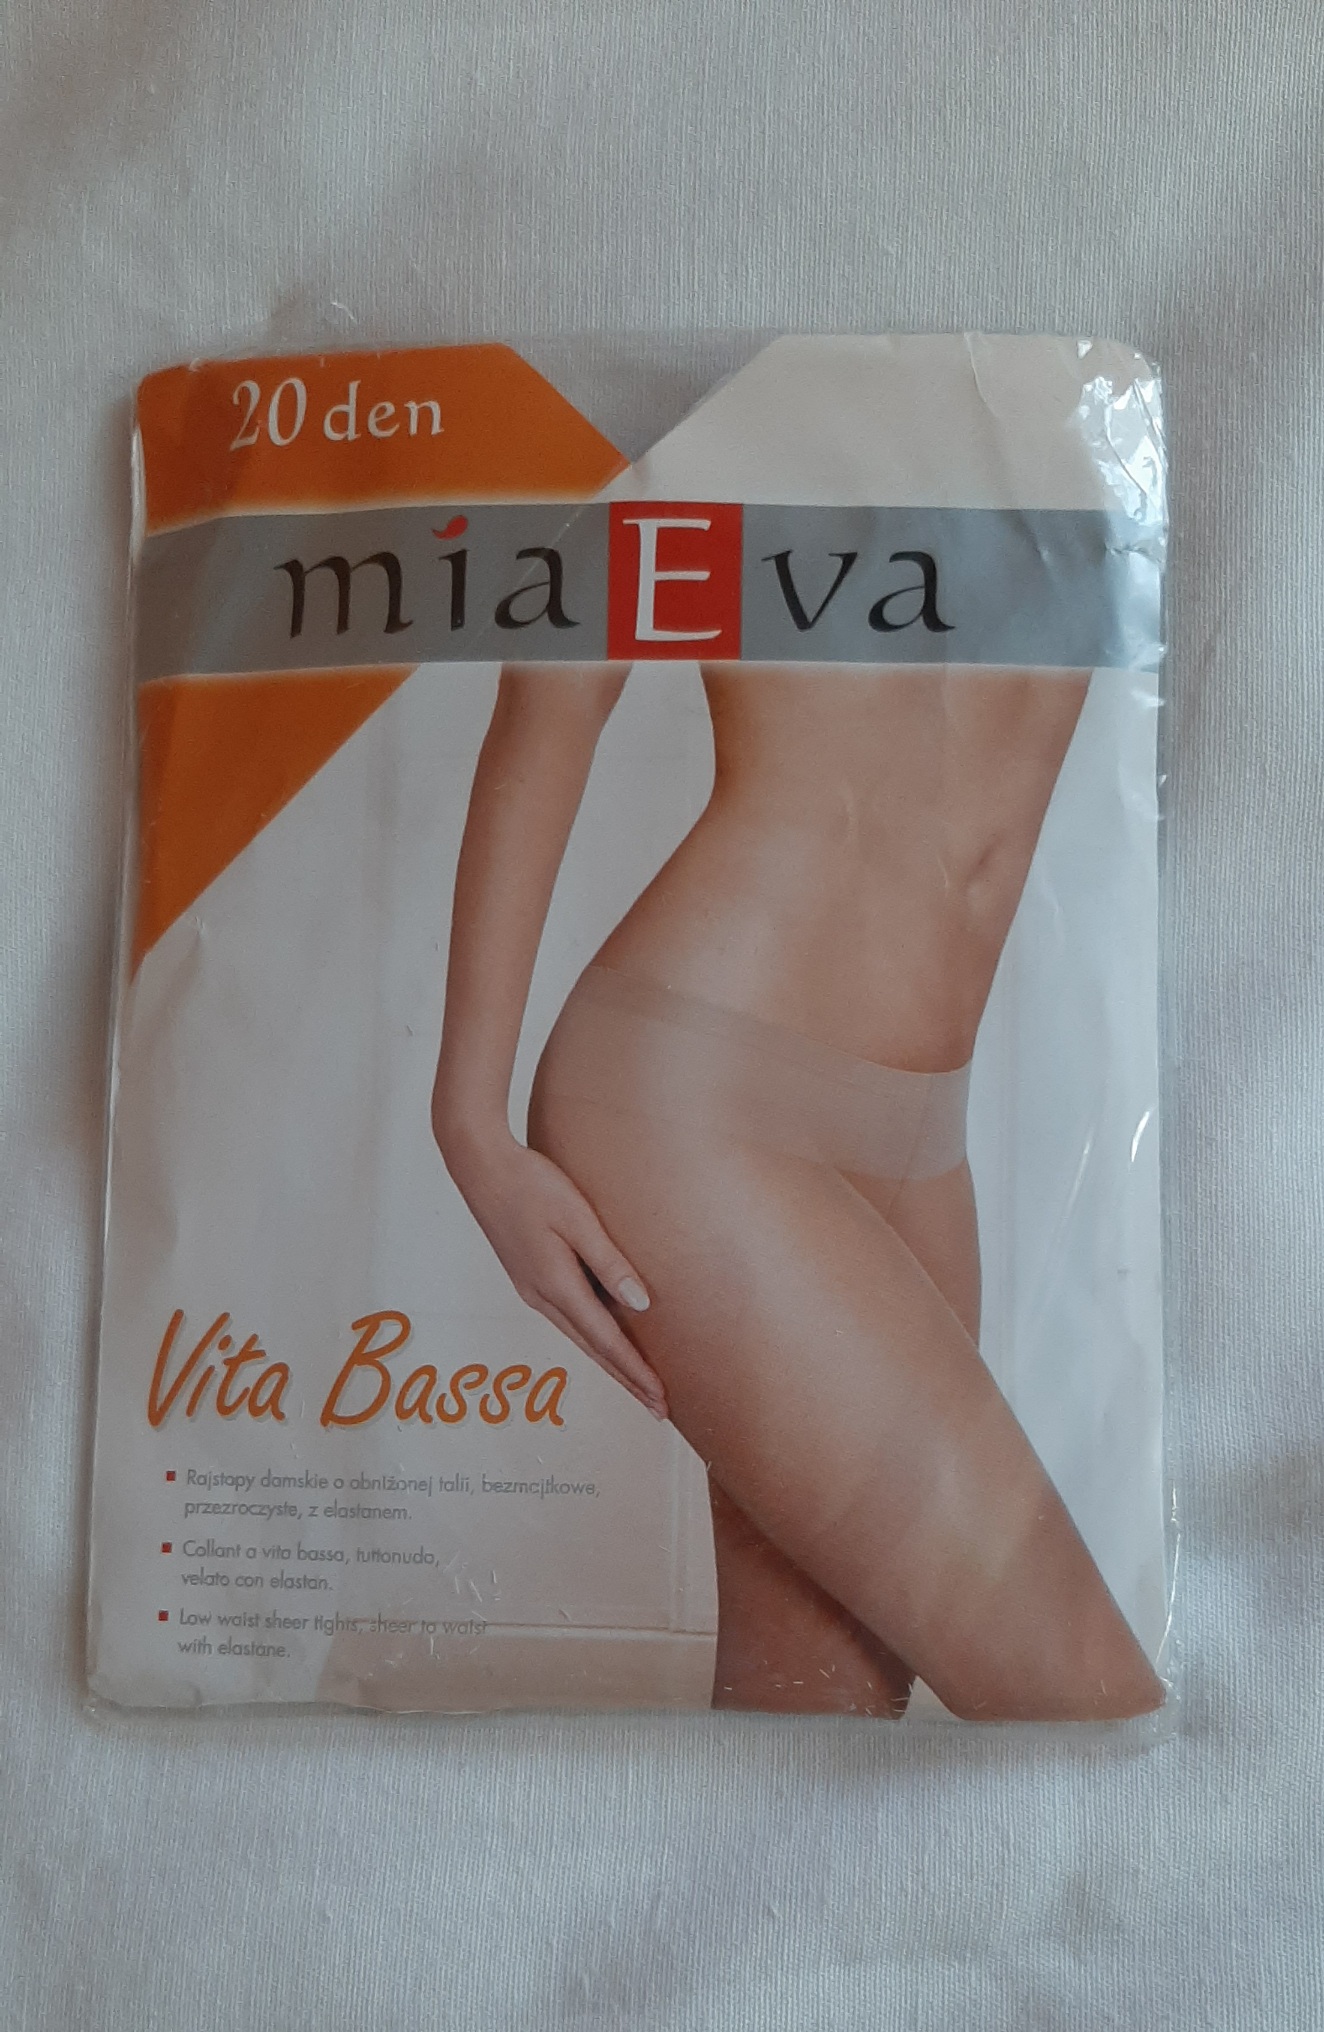 20 den
miaEva
Vita Bassa
Rajstopy damskie o obniżonej talii, bezmajtkowe,
przezroczyste, z elastanem.
Collant a vita bassa, tuttonudo,
velato con elastan.
Low waist sheer tights, sheer to waist
with elastane.